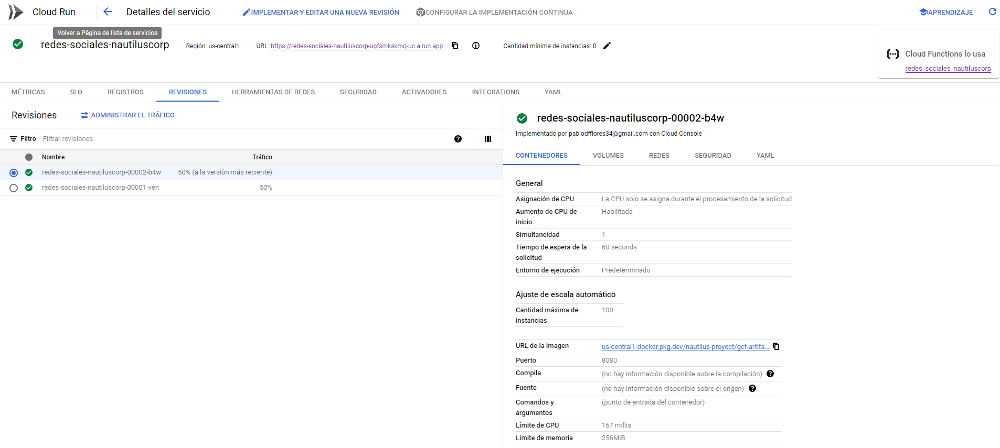 Cloud Run
Detalles del servicio
IMPLEMENTAR Y EDITAR UNA NUEVA REVISIÓN
CONFIGURAR LA IMPLEMENTACIÓN CONTINUA
APRENDIZAJE
Volver a Página de lista de servicios
redes-sociales-nautiluscorp
Región: us-central1
URL: https://redes-sociales-nautiluscorp-ugfsmkskmq-uc.a.run.app
Cantidad mínima de instancias: 0
Cloud Functions lo usa
redes_sociales_nautiluscorp
MÉTRICAS
SLO
REGISTROS
REVISIONES
HERRAMIENTAS DE REDES
SEGURIDAD
ACTIVADORES
INTEGRATIONS
YAML
Revisiones
ADMINISTRAR EL TRÁFICO
Filtro Filtrar revisiones
Nombre Tráfico
redes-sociales-nautiluscorp-00002-b4w 50% (a la versión más reciente)
redes-sociales-nautiluscorp-00001-ven 50%
redes-sociales-nautiluscorp-00002-b4w
Implementado por pablodfflores34@gmail.com con Cloud Console
CONTENEDORES
VOLUMES
REDES
SEGURIDAD
YAML
General
Asignación de CPU La CPU solo se asigna durante el procesamiento de la solicitud
Aumento de CPU de Habilitada
inicio
Simultaneidad 1
Tiempo de espera de la 60 seconds
solicitud
Entorno de ejecución Predeterminado
Ajuste de escala automático
Cantidad máxima de 100
instancias
URL de la imagen us-central1-docker.pkg.dev/nautilus-proyect/gcf-artifa...
Puerto 8080
Compila (no hay información disponible sobre la compilación)
Fuente (no hay información disponible sobre el origen)
Comandos y (punto de entrada del contenedor)
argumentos
Límite de CPU 167 millis
Límite de memoria 256MiB